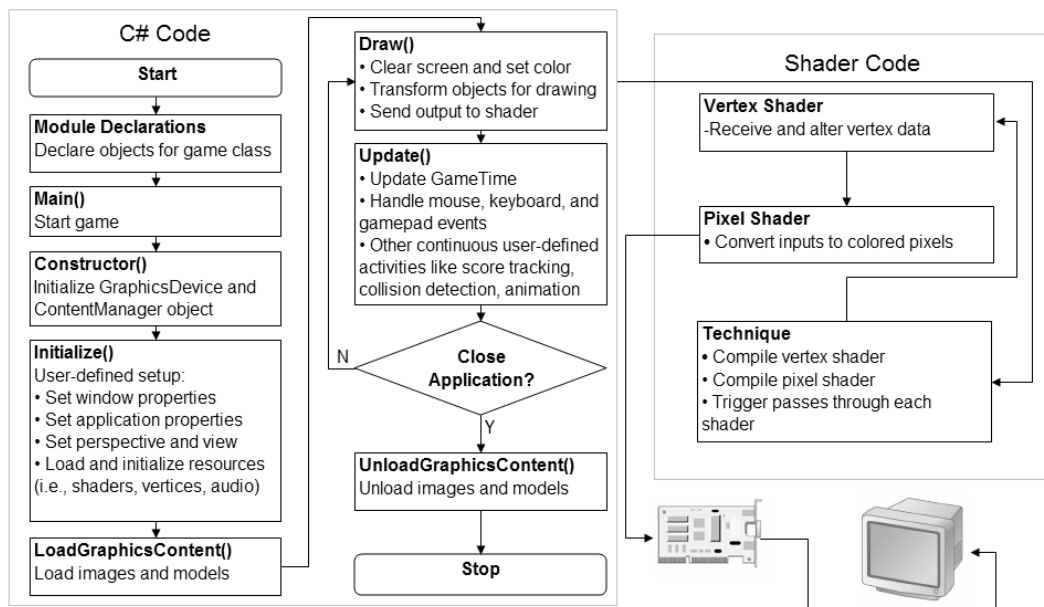 C# Code
Start
Module Declarations
Declare objects for game class
Main()
Start game
Constructor()
Initialize GraphicsDevice and
ContentManager object
Initialize()
User-defined setup:
• Set window properties
• Set application properties
• Set perspective and view
• Load and initialize resources
(i.e., shaders, vertices, audio)
LoadGraphicsContent()
Load images and models
Draw()
• Clear screen and set color
• Transform objects for drawing
• Send output to shader
Update()
• Update GameTime
• Handle mouse, keyboard, and
gamepad events
• Other continuous user-defined
activities like score tracking,
collision detection, animation
Close
Application?
N
Y
UnloadGraphicsContent()
Unload images and models
Stop
Shader Code
Vertex Shader
-Receive and alter vertex data
Pixel Shader
• Convert inputs to colored pixels
Technique
• Compile vertex shader
• Compile pixel shader
• Trigger passes through each
shader